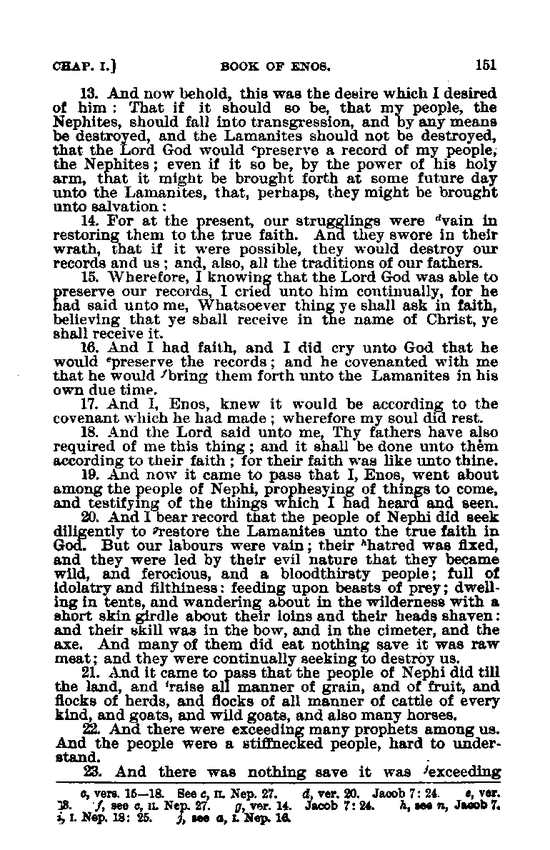 CHAP. I.] BOOK OF ENOS. 151
13. And now behold, this was the desire which I desired
of him: That if it should so be, that my people, the
Nephites, should fall into transgression, and by any means
be destroyed, and the Lamanites should not be destroyed,
that the Lord God would ᶜpreserve a record of my people,
the Nephites; even if it so be, by the power of his holy
arm, that it might be brought forth at some future day
unto the Lamanites, that, perhaps, they might be brought
unto salvation:
14. For at the present, our strugglings were ᵈvain in
restoring them to the true faith. And they swore in their
wrath, that if it were possible, they would destroy our
records and us; and, also, all the traditions of our fathers.
15. Wherefore, I knowing that the Lord God was able to
preserve our records, I cried unto him continually, for he
had said unto me, Whatsoever thing ye shall ask in faith,
believing that ye shall receive in the name of Christ, ye
shall receive it.
16. And I had faith, and I did cry unto God that he
would ᵉpreserve the records; and he covenanted with me
that he would ᶠbring them forth unto the Lamanites in his
own due time.
17. And I, Enos, knew it would be according to the
covenant which he had made; wherefore my soul did rest.
18. And the Lord said unto me, Thy fathers have also
required of me this thing; and it shall be done unto them
according to their faith; for their faith was like unto thine.
19. And now it came to pass that I, Enos, went about
among the people of Nephi, prophesying of things to come,
and testifying of the things which I had heard and seen.
20. And I bear record that the people of Nephi did seek
diligently to ᵍrestore the Lamanites unto the true faith in
God. But our labours were vain; their ʰhatred was fixed,
and they were led by their evil nature that they became
wild, and ferocious, and a bloodthirsty people; full of
idolatry and filthiness: feeding upon beasts of prey; dwell-
ing in tents, and wandering about in the wilderness with a
short skin girdle about their loins and their heads shaven:
and their skill was in the bow, and in the cimeter, and the
axe. And many of them did eat nothing save it was raw
meat; and they were continually seeking to destroy us.
21. And it came to pass that the people of Nephi did till
the land, and ⁱraise all manner of grain, and of fruit, and
flocks of herds, and flocks of all manner of cattle of every
kind, and goats, and wild goats, and also many horses.
22. And there were exceeding many prophets among us.
And the people were a stiffnecked people, hard to under-
stand.
23. And there was nothing save it was ʲexceeding
c, vers. 16—18. See c, II. Nep. 27. d, ver. 20. Jacob 7: 24. e, ver.
13. f, see c, II. Nep. 27. g, ver. 14. Jacob 7: 24. h, see n, Jacob 7.
i, I. Nep. 18: 25. j, see a, I. Nep. 16.